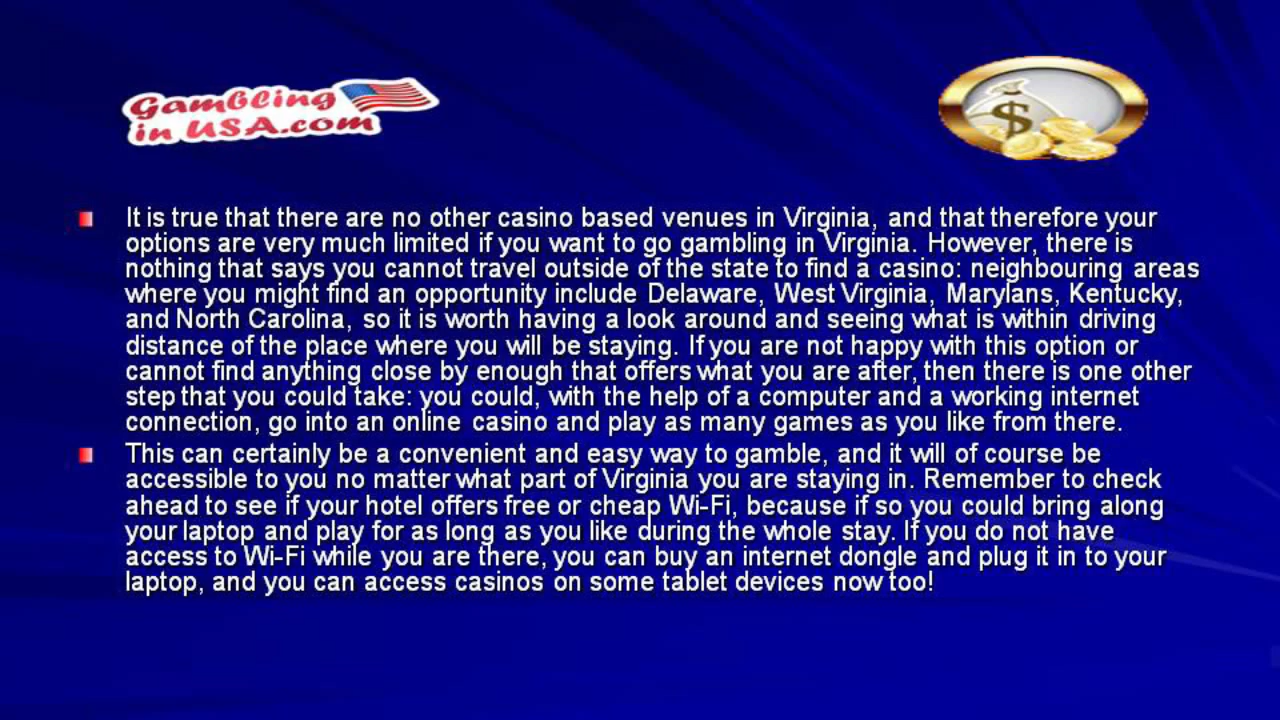 Gambling
in USA.com
$
It is true that there are no other casino based venues in Virginia, and that therefore your
options are very much limited if you want to go gambling in Virginia. However, there is
nothing that says you cannot travel outside of the state to find a casino: neighbouring areas
where you might find an opportunity include Delaware, West Virginia, Marylans, Kentucky,
and North Carolina, so it is worth having a look around and seeing what is within driving
distance of the place where you will be staying. If you are not happy with this option or
cannot find anything close by enough that offers what you are after, then there is one other
step that you could take: you could, with the help of a computer and a working internet
connection, go into an online casino and play as many games as you like from there.
This can certainly be a convenient and easy way to gamble, and it will of course be
accessible to you no matter what part of Virginia you are staying in. Remember to check
ahead to see if your hotel offers free or cheap Wi-Fi, because if so you could bring along
your laptop and play for as long as you like during the whole stay. If you do not have
access to Wi-Fi while you are there, you can buy an internet dongle and plug it in to your
laptop, and you can access casinos on some tablet devices now too!